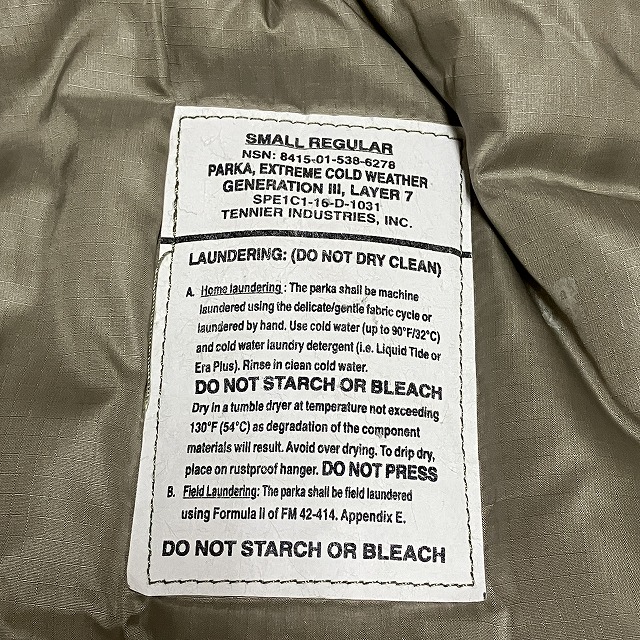 SMALL REGULAR
NSN: 8415-01-538-6278
PARKA, EXTREME COLD WEATHER
GENERATION III, LAYER 7
SPE1C1-16-D-1031
TENNIER INDUSTRIES, INC.
LAUNDERING: (DO NOT DRY CLEAN)
A. Home laundering: The parka shall be machine
laundered using the delicate/gentle fabric cycle or
laundered by hand. Use cold water (up to 90°F/32°C)
and cold water laundry detergent (i.e. Liquid Tide or
Era Plus). Rinse in clean cold water.
DO NOT STARCH OR BLEACH
Dry in a tumble dryer at temperature not exceeding
130°F (54°C) as degradation of the component
materials will result. Avoid over drying. To drip dry,
place on rustproof hanger. DO NOT PRESS
B. Field Laundering: The parka shall be field laundered
using Formula II of FM 42-414. Appendix E.
DO NOT STARCH OR BLEACH